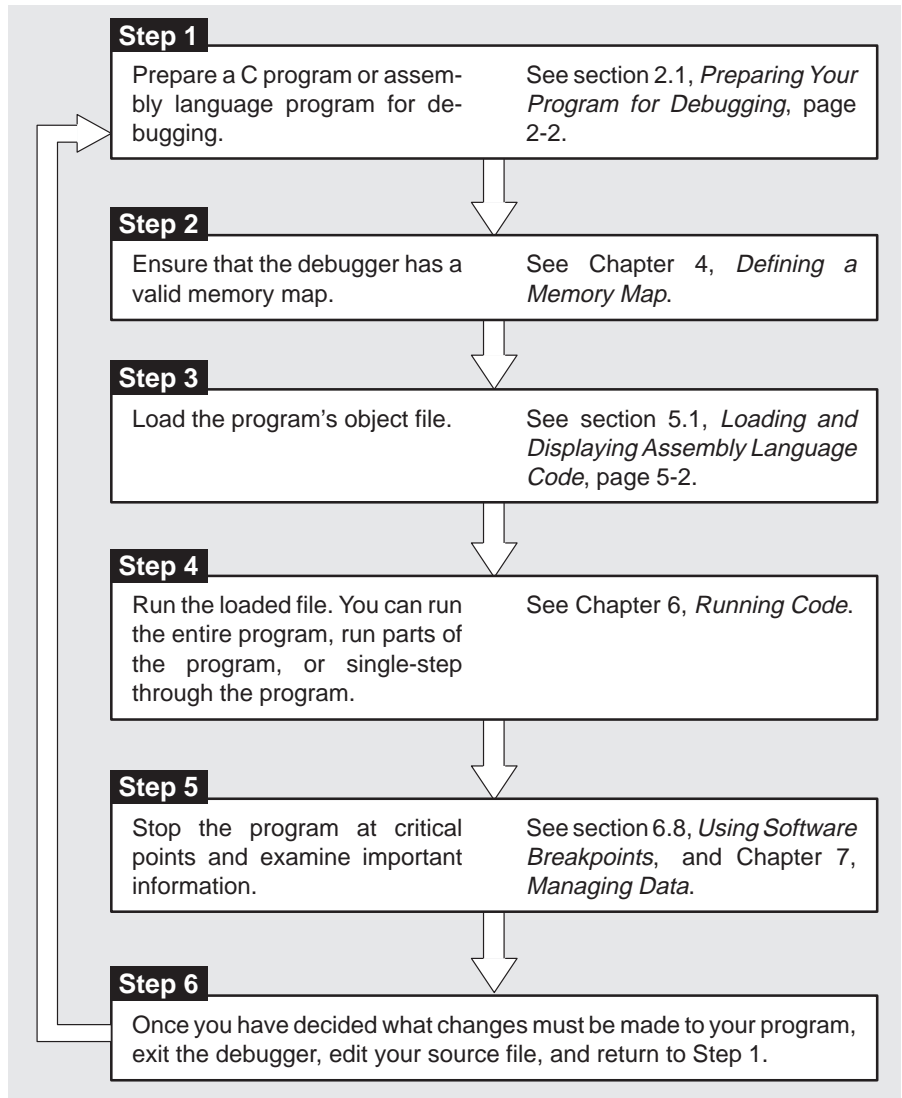 Step 1
Prepare a C program or assem-
bly language program for de-
bugging.
See section 2.1, Preparing Your
Program for Debugging, page
2-2.
Step 2
Ensure that the debugger has a
valid memory map.
See Chapter 4, Defining a
Memory Map.
Step 3
Load the program's object file.
See section 5.1, Loading and
Displaying Assembly Language
Code, page 5-2.
Step 4
Run the loaded file. You can run
the entire program, run parts of
the program, or single-step
through the program.
See Chapter 6, Running Code.
Step 5
Stop the program at critical
points and examine important
information.
See section 6.8, Using Software
Breakpoints, and Chapter 7,
Managing Data.
Step 6
Once you have decided what changes must be made to your program,
exit the debugger, edit your source file, and return to Step 1.